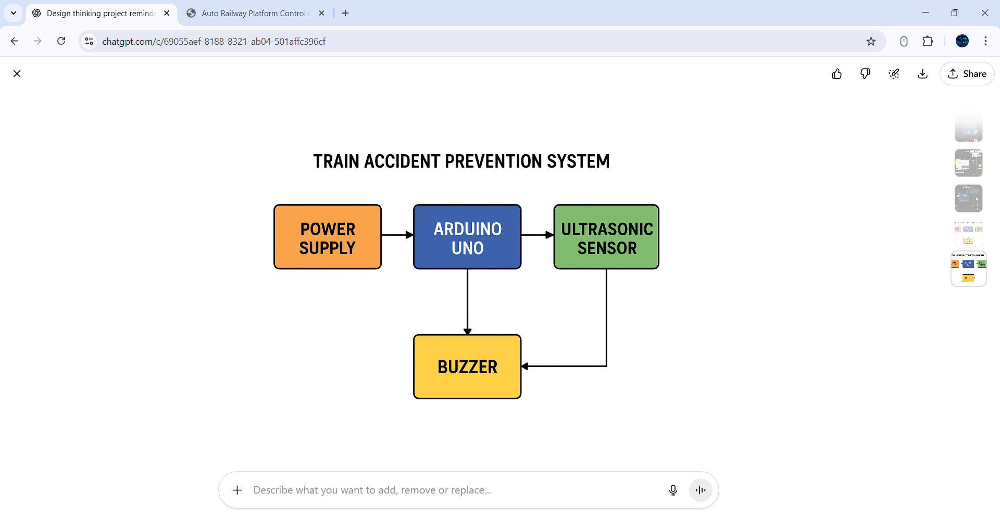 Design thinking project remind
Auto Railway Platform Control
chatgpt.com/c/69055aef-8188-8321-ab04-501affc396cf
Share
TRAIN ACCIDENT PREVENTION SYSTEM
POWER
SUPPLY
ARDUINO
UNO
ULTRASONIC
SENSOR
BUZZER
Describe what you want to add, remove or replace...